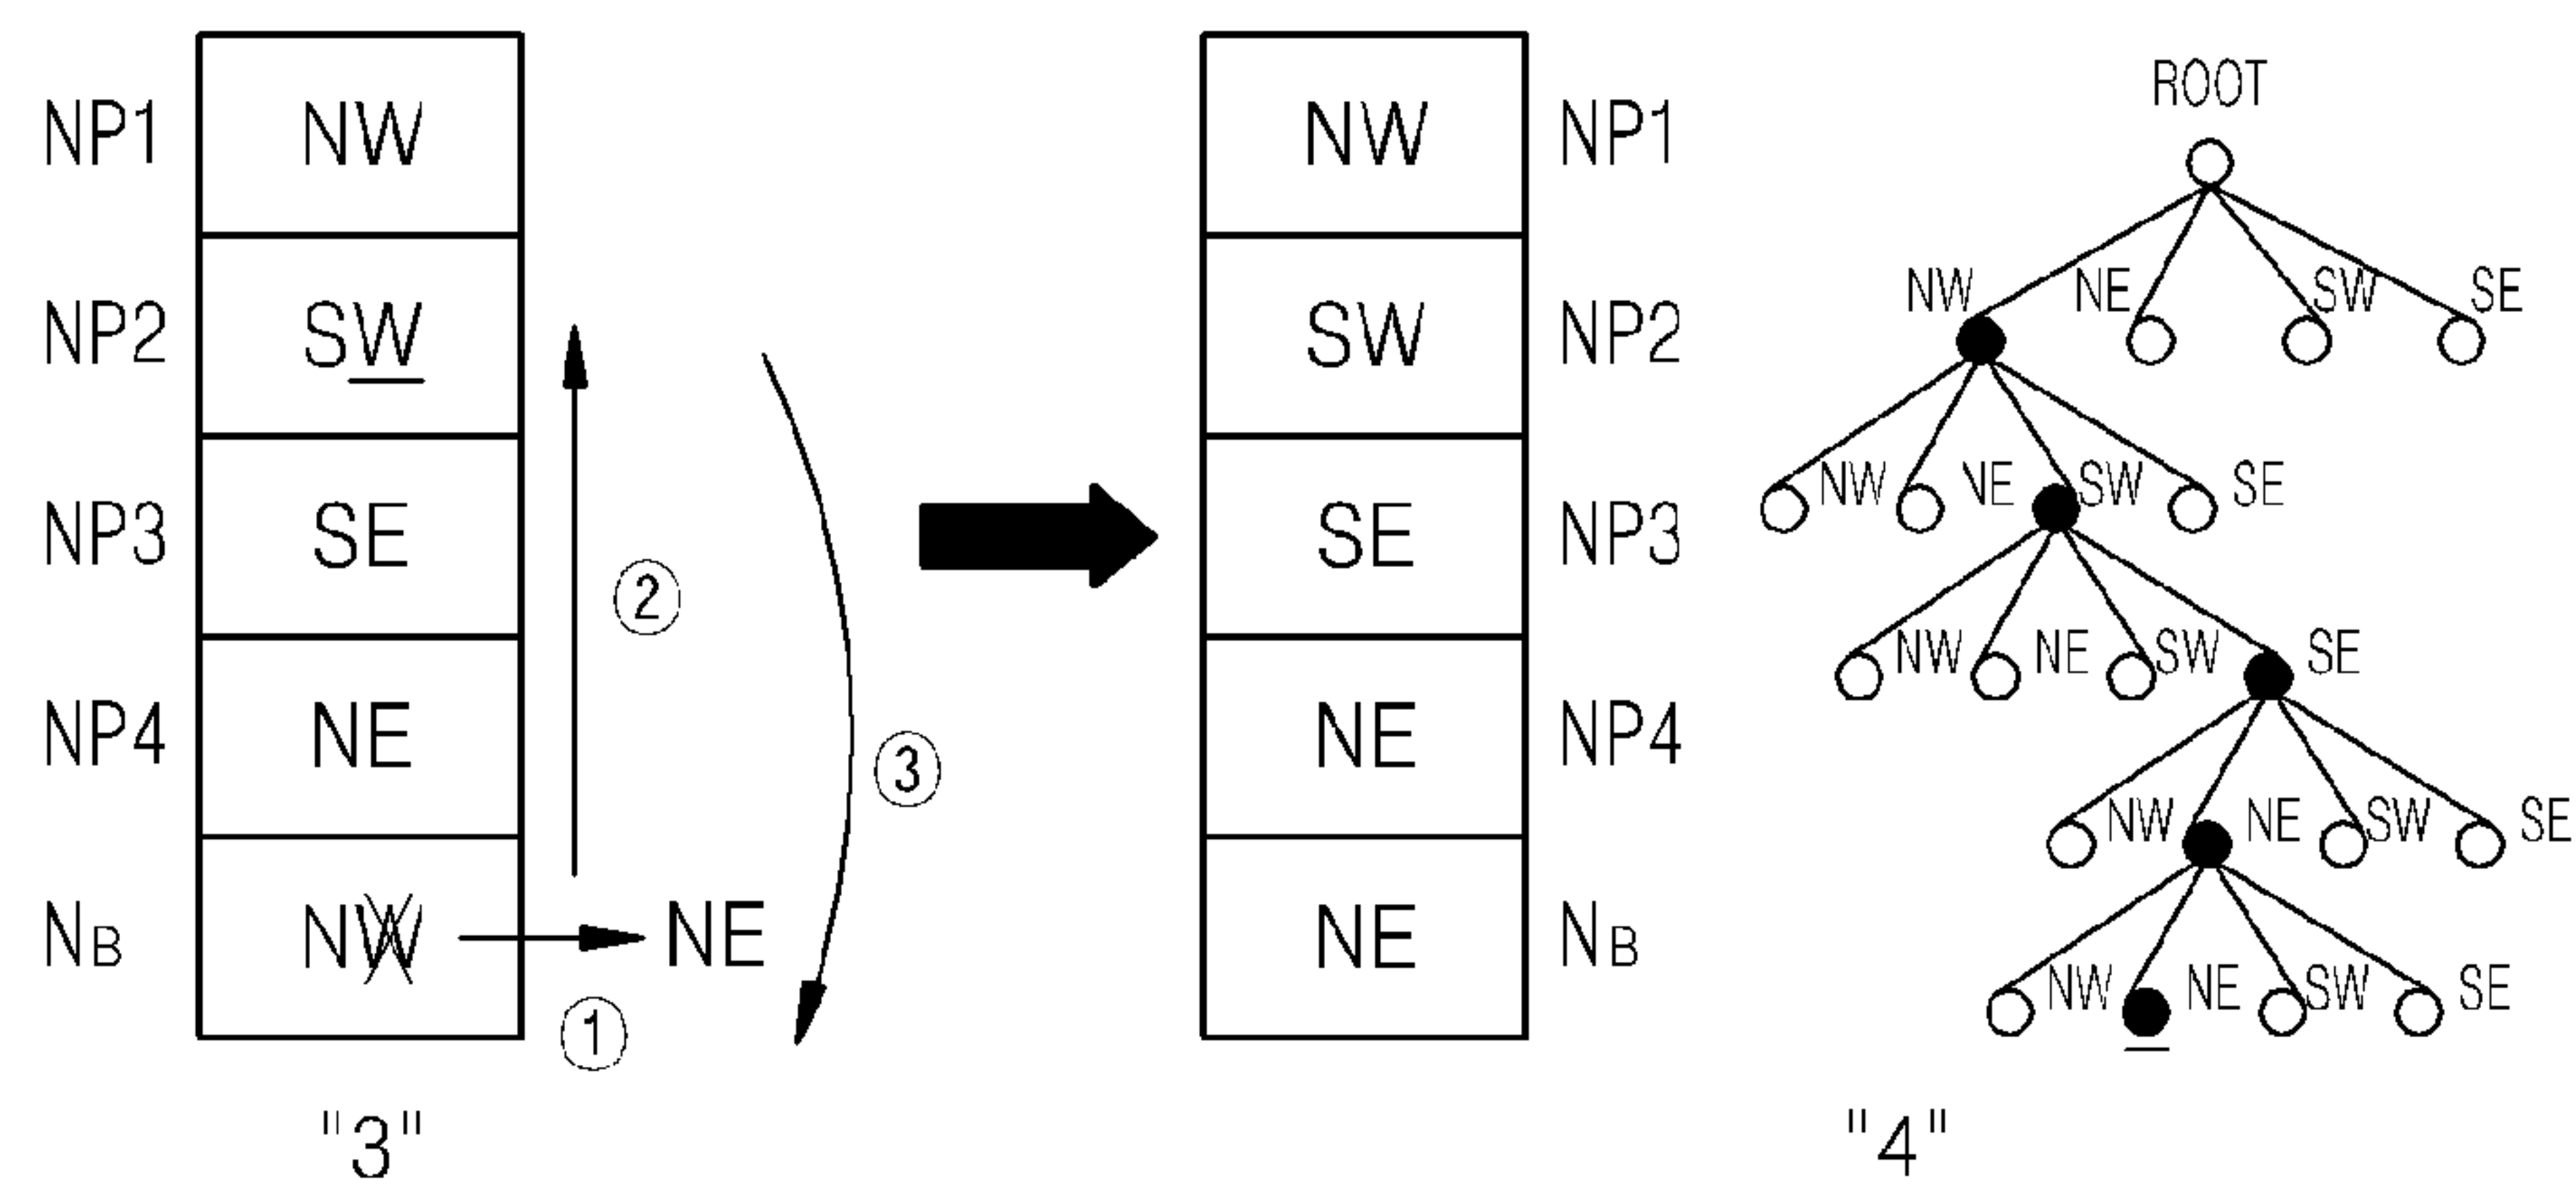 NP1 NW NW NP1
ROOT
NP2 SW SW NP2
NW NE SW SE
NP3 SE SE NP3
NW NE SW SE
②
NW NE SW SE
NP4 NE NE NP4
③
NW NE SW SE
NB NW NE NE NB
①
NW NE SW SE
"3" "4"